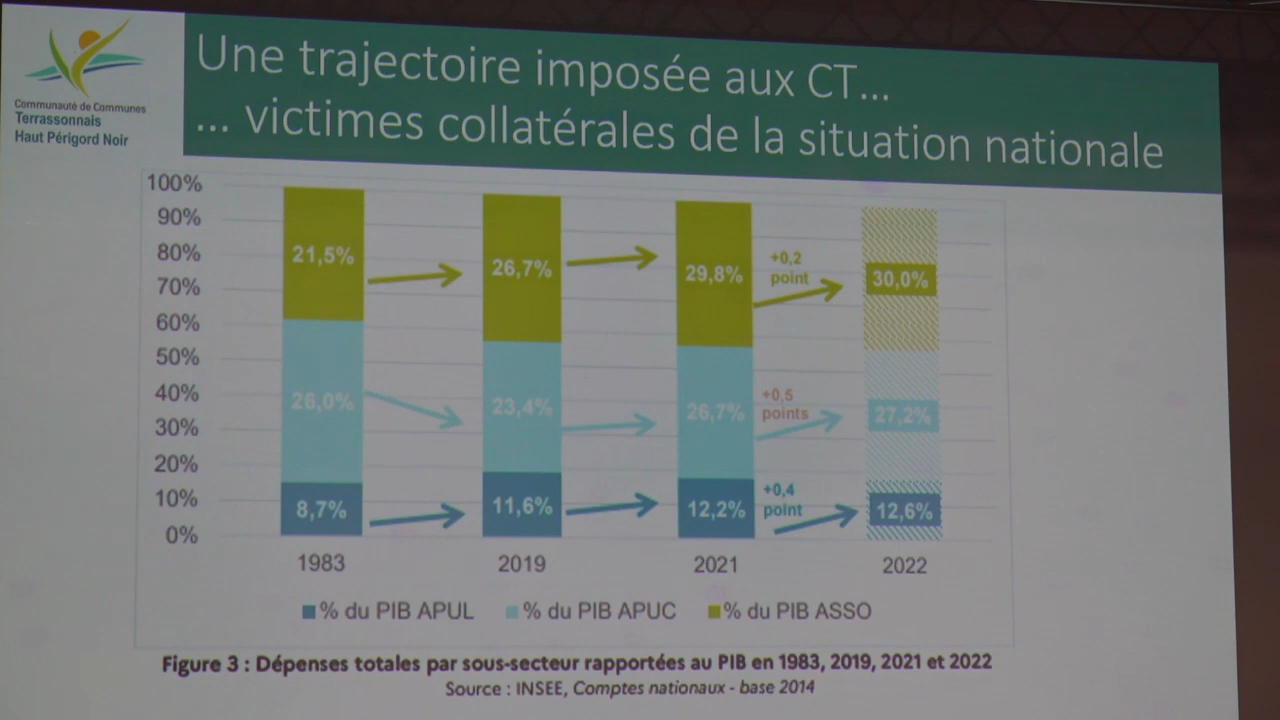 Communauté de Communes
Terrassonnais
Haut Périgord Noir
Une trajectoire imposée aux CT...
... victimes collatérales de la situation nationale
100%
90%
80%
70%
60%
50%
40%
30%
20%
10%
0%
21,5%
26,7%
29,8%
+0,2
point
30,0%
26,0%
23,4%
26,7%
+0,5
points
27,2%
8,7%
11,6%
12,2%
+0,4
point
12,6%
1983
2019
2021
2022
% du PIB APUL
% du PIB APUC
% du PIB ASSO
Figure 3 : Dépenses totales par sous-secteur rapportées au PIB en 1983, 2019, 2021 et 2022
Source : INSEE, Comptes nationaux - base 2014